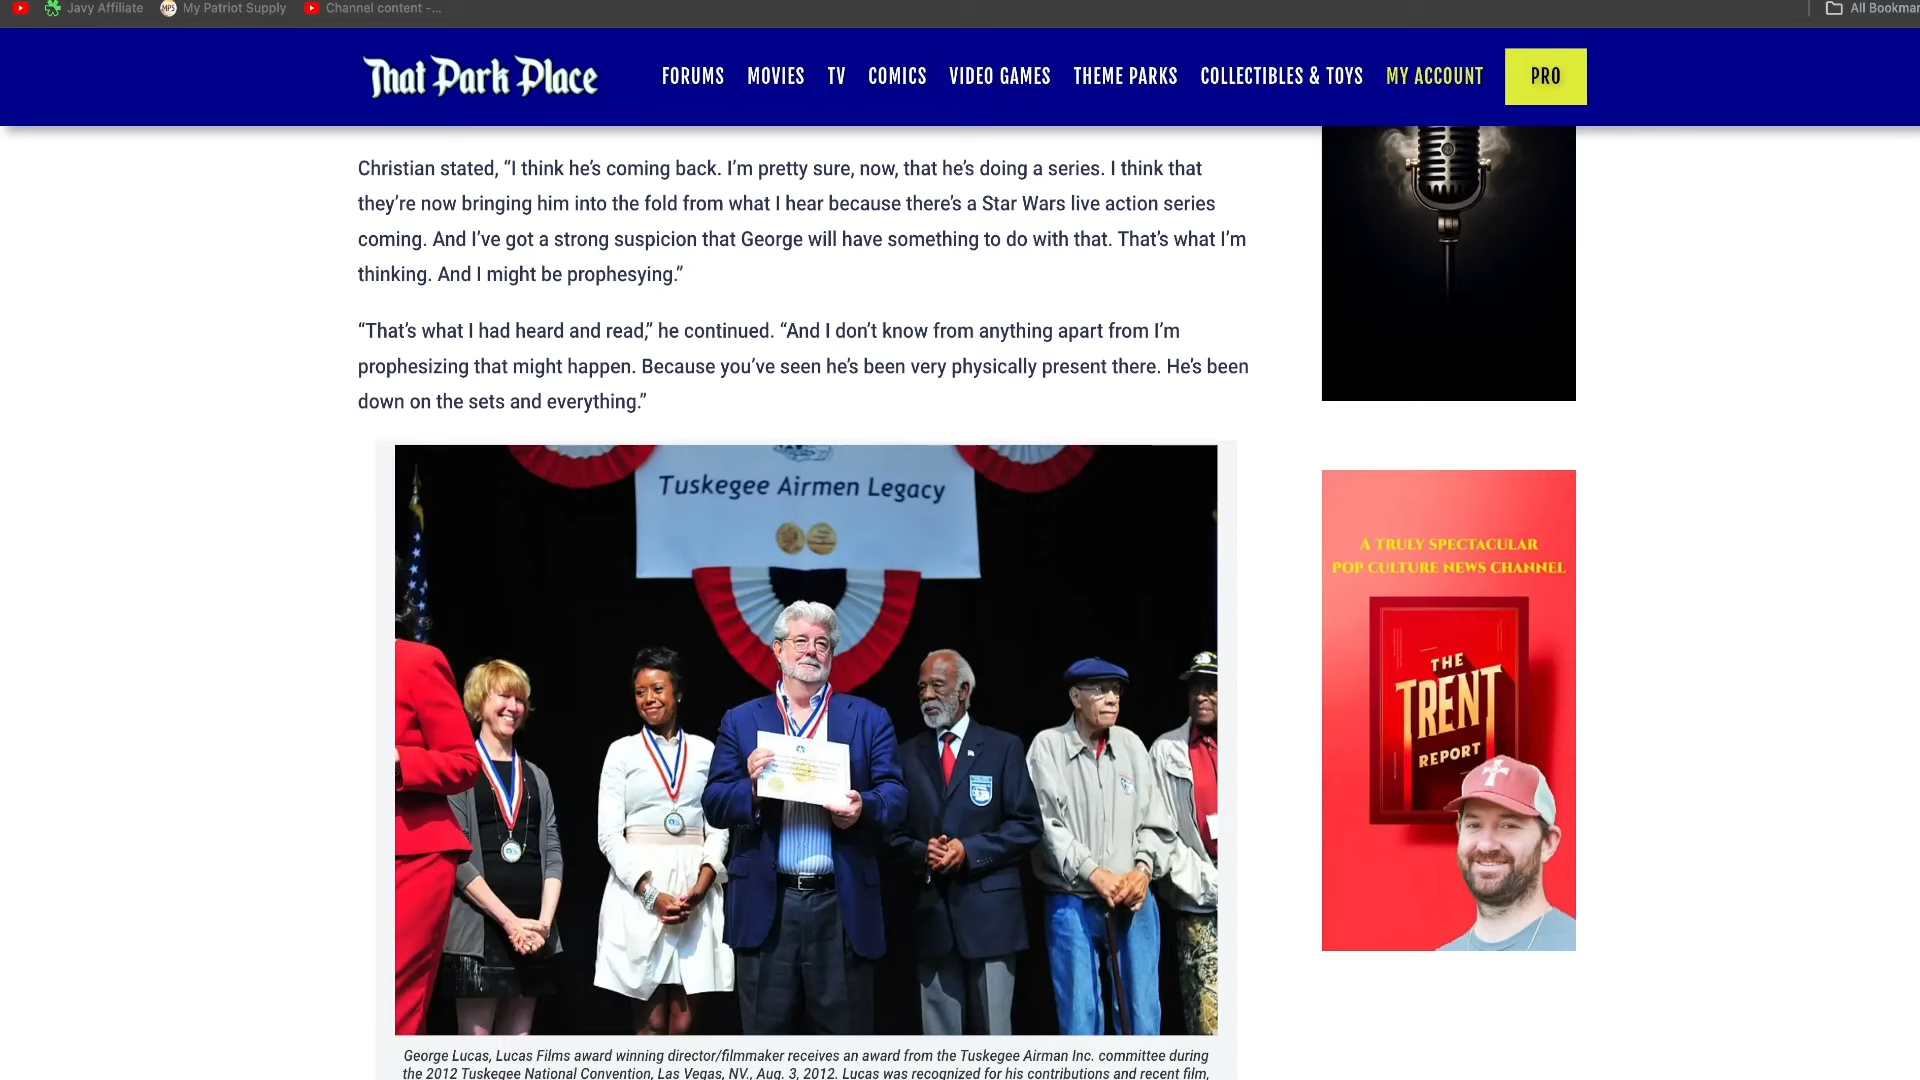 Javy Affiliate
My Patriot Supply
Channel content -...
All Bookmar
That Park Place
FORUMS
MOVIES
TV
COMICS
VIDEO GAMES
THEME PARKS
COLLECTIBLES & TOYS
MY ACCOUNT
PRO
Christian stated, “I think he’s coming back. I’m pretty sure, now, that he’s doing a series. I think that
they’re now bringing him into the fold from what I hear because there’s a Star Wars live action series
coming. And I’ve got a strong suspicion that George will have something to do with that. That’s what I’m
thinking. And I might be prophesying.”
“That’s what I had heard and read,” he continued. “And I don’t know from anything apart from I’m
prophesizing that might happen. Because you’ve seen he’s been very physically present there. He’s been
down on the sets and everything.”
Tuskegee Airmen Legacy
George Lucas, Lucas Films award winning director/filmmaker receives an award from the Tuskegee Airman Inc. committee during
the 2012 Tuskegee National Convention, Las Vegas, NV., Aug. 3, 2012. Lucas was recognized for his contributions and recent film,
A TRULY SPECTACULAR
POP CULTURE NEWS CHANNEL
THE
TRENT
REPORT